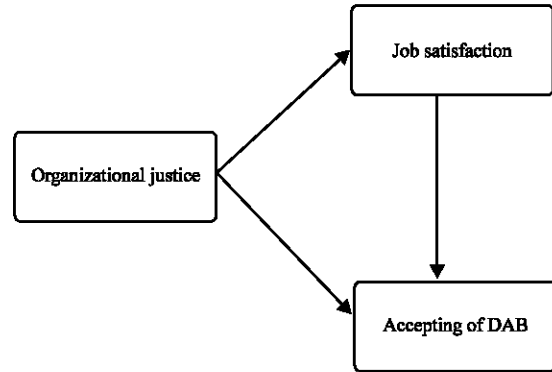 Job satisfaction
Organizational justice
Accepting of DAB